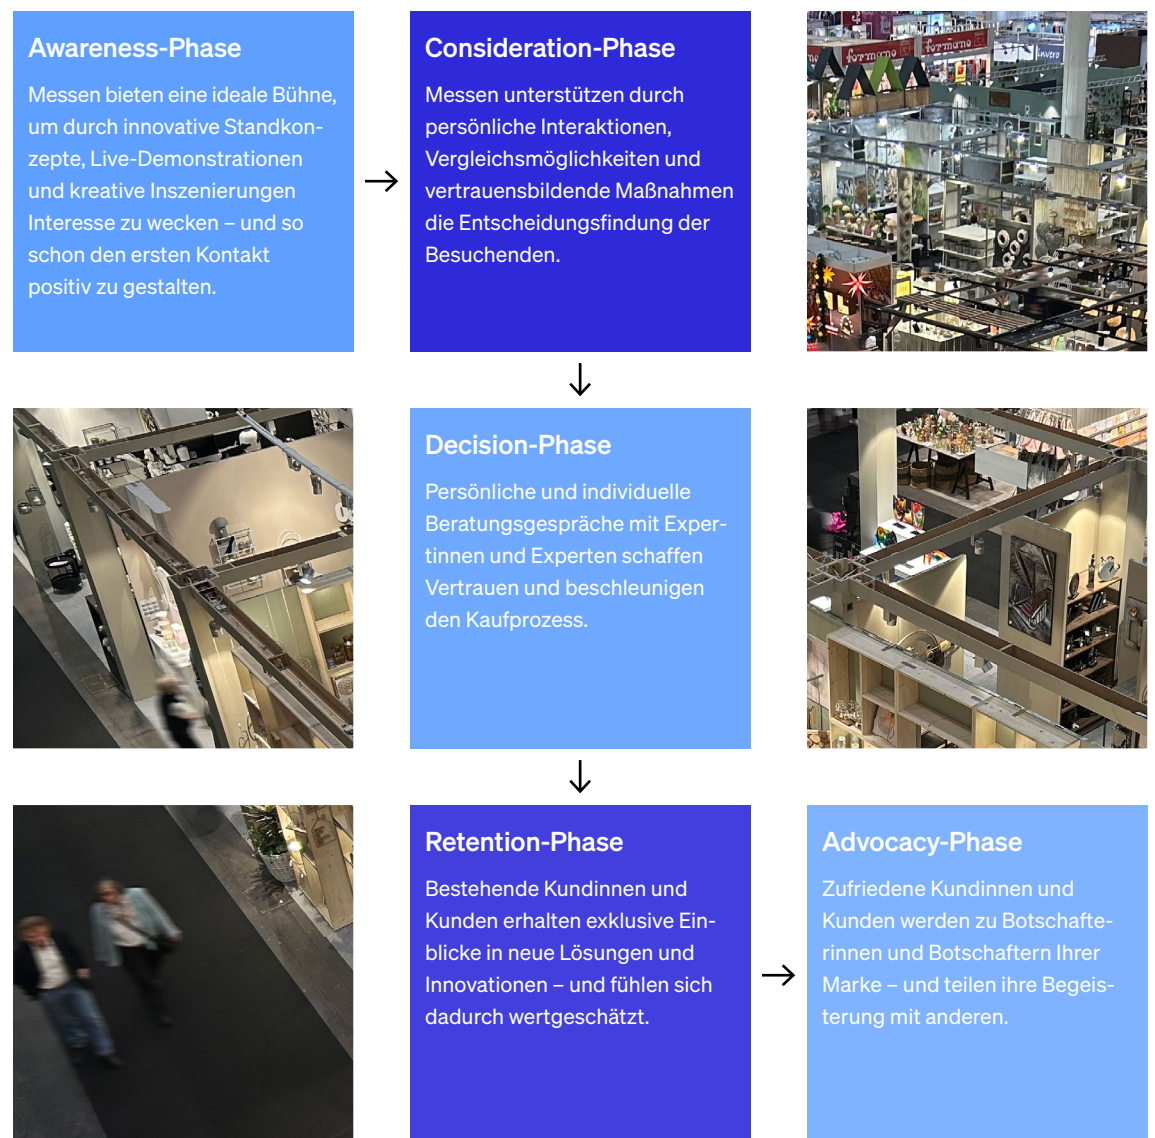 Awareness-Phase
Messen bieten eine ideale Bühne,
um durch innovative Standkon-
zepte, Live-Demonstrationen
und kreative Inszenierungen
Interesse zu wecken – und so
schon den ersten Kontakt
positiv zu gestalten.
Consideration-Phase
Messen unterstützen durch
persönliche Interaktionen,
Vergleichsmöglichkeiten und
vertrauensbildende Maßnahmen
die Entscheidungsfindung der
Besuchenden.
formano
formano
invero
Decision-Phase
Persönliche und individuelle
Beratungsgespräche mit Exper-
tinnen und Experten schaffen
Vertrauen und beschleunigen
den Kaufprozess.
Retention-Phase
Bestehende Kundinnen und
Kunden erhalten exklusive Ein-
blicke in neue Lösungen und
Innovationen – und fühlen sich
dadurch wertgeschätzt.
Advocacy-Phase
Zufriedene Kundinnen und
Kunden werden zu Botschafte-
rinnen und Botschaftern Ihrer
Marke – und teilen ihre Begeis-
terung mit anderen.